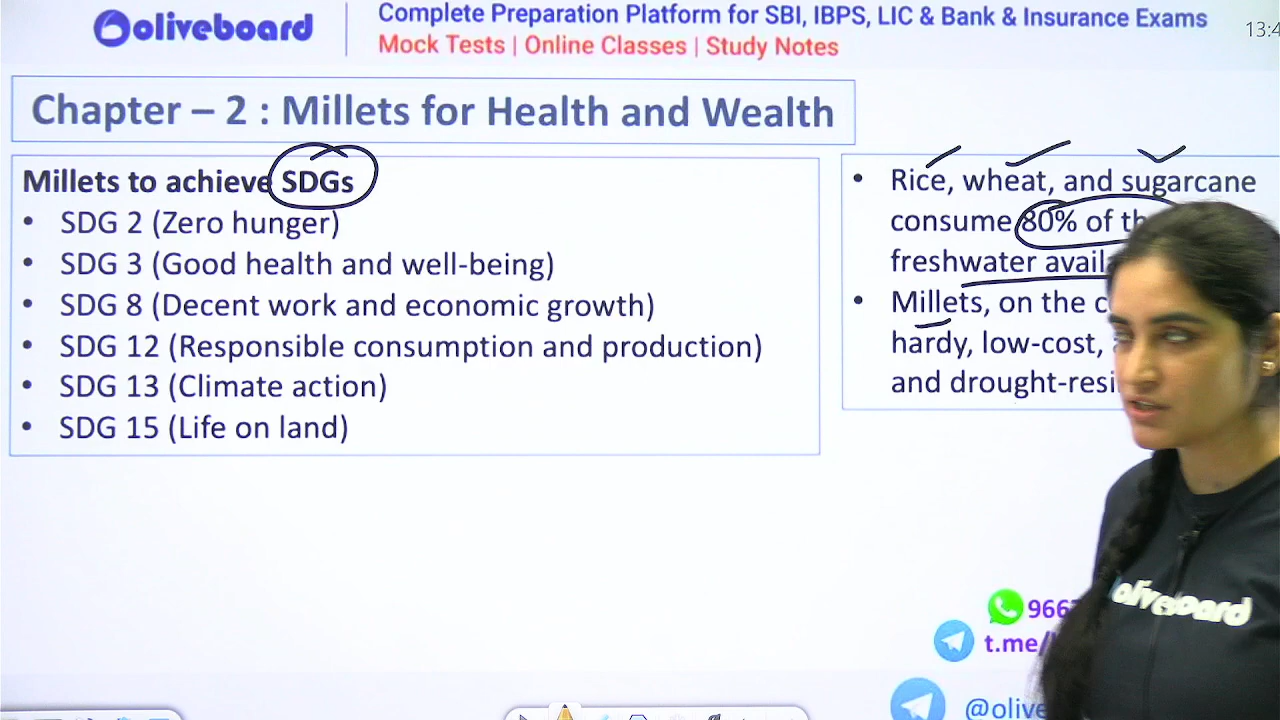 oliveboard
Complete Preparation Platform for SBI, IBPS, LIC & Bank & Insurance Exams
Mock Tests | Online Classes | Study Notes
13:4
Chapter – 2 : Millets for Health and Wealth
Millets to achieve SDGs
• SDG 2 (Zero hunger)
• SDG 3 (Good health and well-being)
• SDG 8 (Decent work and economic growth)
• SDG 12 (Responsible consumption and production)
• SDG 13 (Climate action)
• SDG 15 (Life on land)
• Rice, wheat, and sugarcane
consume 80% of th
freshwater avail
• Millets, on the c
hardy, low-cost,
and drought-resi
oliveboard
966
t.me/
@olive